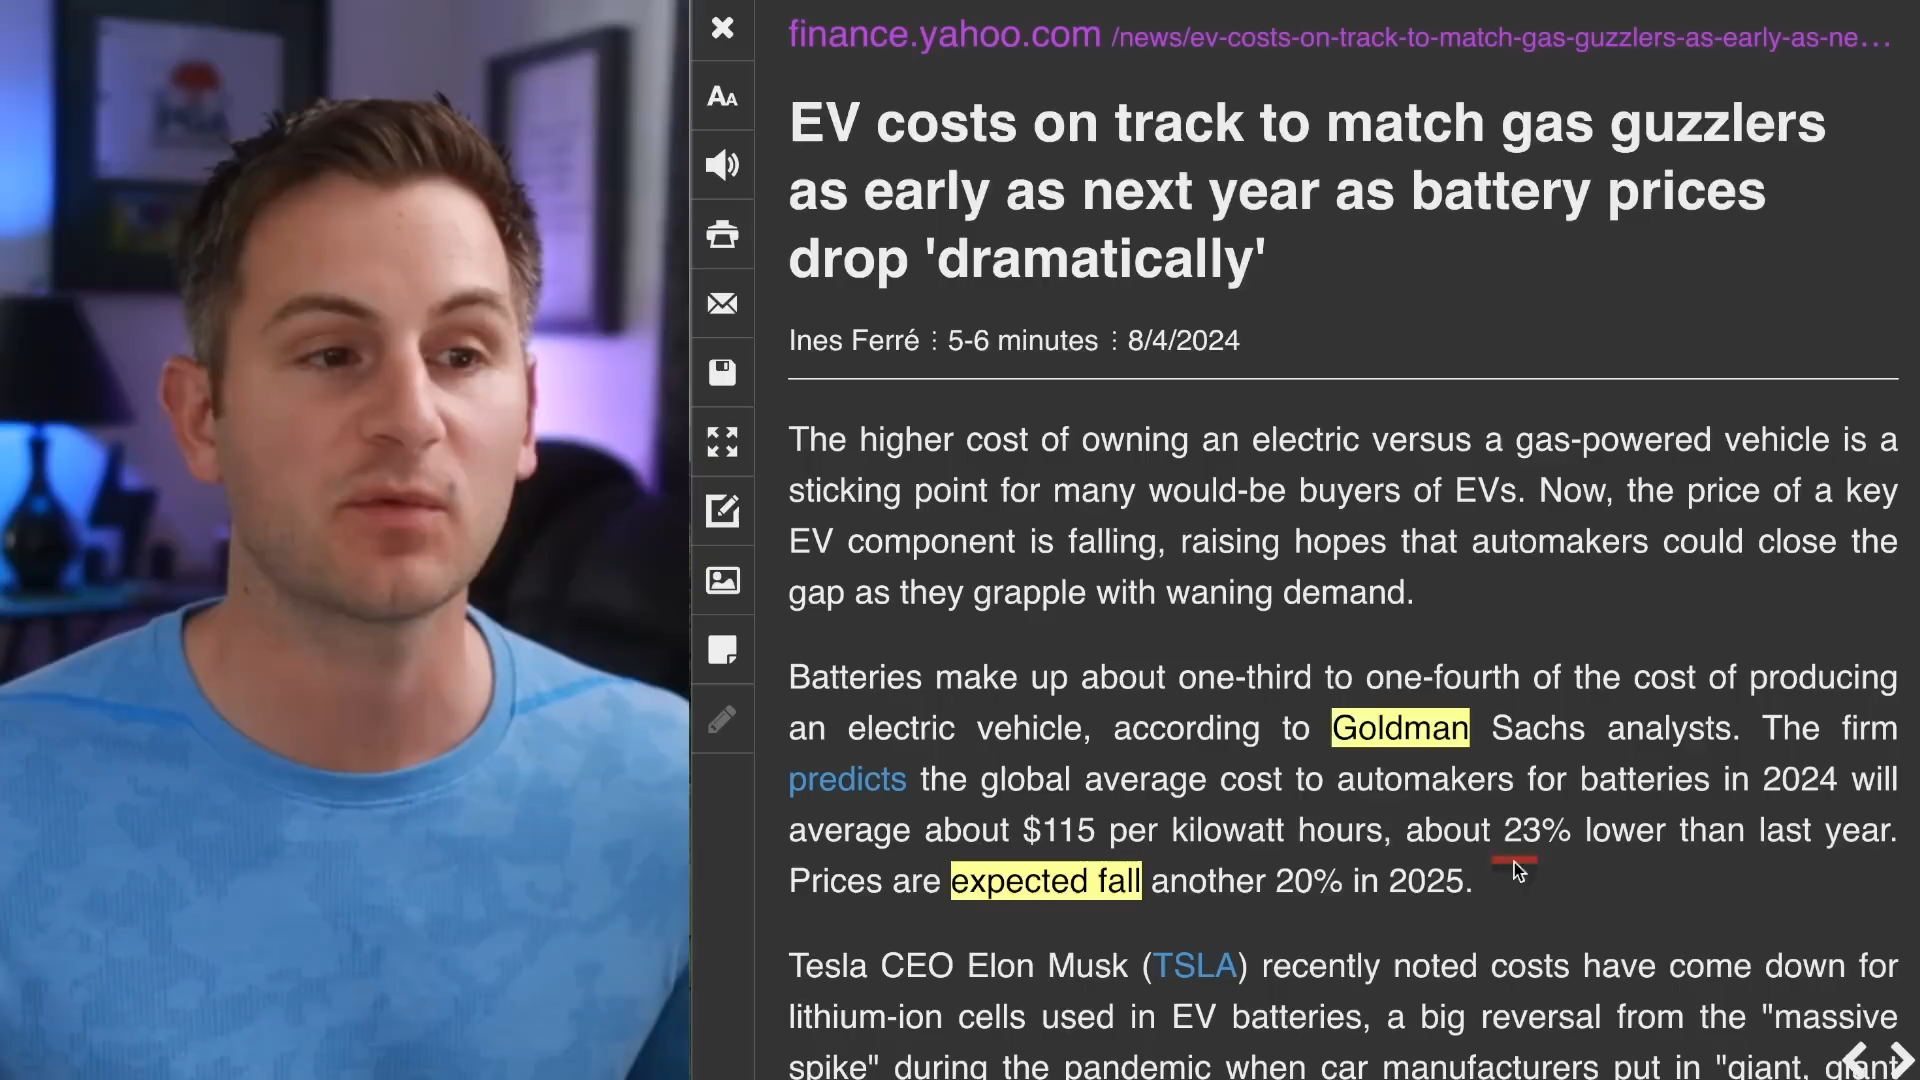 finance.yahoo.com /news/ev-costs-on-track-to-match-gas-guzzlers-as-early-as-ne...
EV costs on track to match gas guzzlers
as early as next year as battery prices
drop 'dramatically'
Ines Ferré ⋮ 5-6 minutes ⋮ 8/4/2024
The higher cost of owning an electric versus a gas-powered vehicle is a
sticking point for many would-be buyers of EVs. Now, the price of a key
EV component is falling, raising hopes that automakers could close the
gap as they grapple with waning demand.
Batteries make up about one-third to one-fourth of the cost of producing
an electric vehicle, according to Goldman Sachs analysts. The firm
predicts the global average cost to automakers for batteries in 2024 will
average about $115 per kilowatt hours, about 23% lower than last year.
Prices are expected fall another 20% in 2025.
Tesla CEO Elon Musk (TSLA) recently noted costs have come down for
lithium-ion cells used in EV batteries, a big reversal from the "massive
spike" during the pandemic when car manufacturers put in "giant, giant